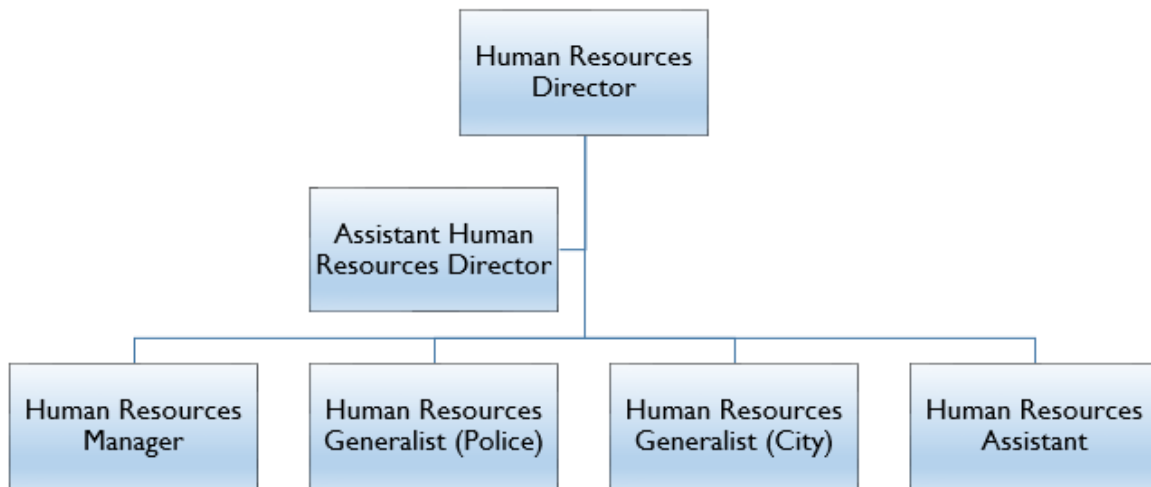 Human Resources
Director
Assistant Human
Resources Director
Human Resources
Manager
Human Resources
Generalist (Police)
Human Resources
Generalist (City)
Human Resources
Assistant